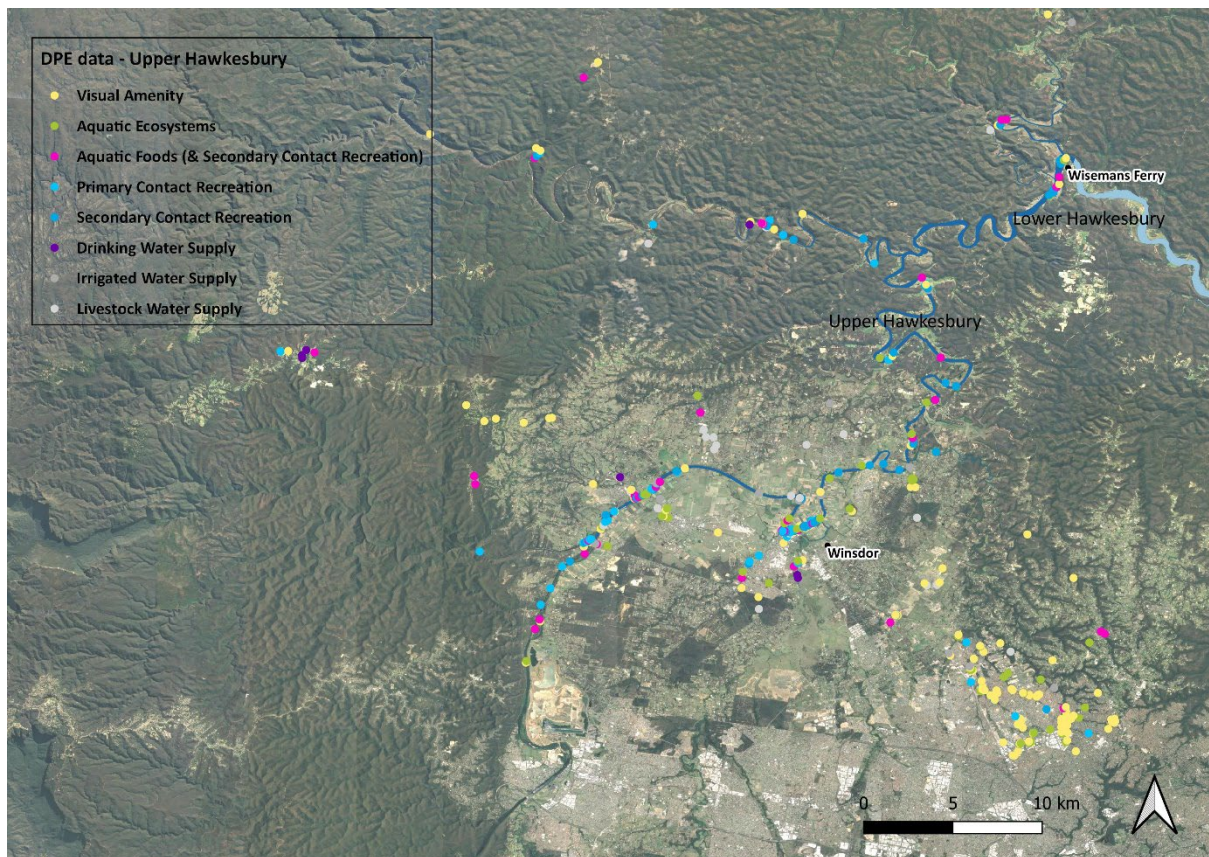 DPE data - Upper Hawkesbury
Visual Amenity
Aquatic Ecosystems
Aquatic Foods (& Secondary Contact Recreation)
Primary Contact Recreation
Secondary Contact Recreation
Drinking Water Supply
Irrigated Water Supply
Livestock Water Supply
Wisemans Ferry
Lower Hawkesbury
Upper Hawkesbury
Winsdor
0 5 10 km